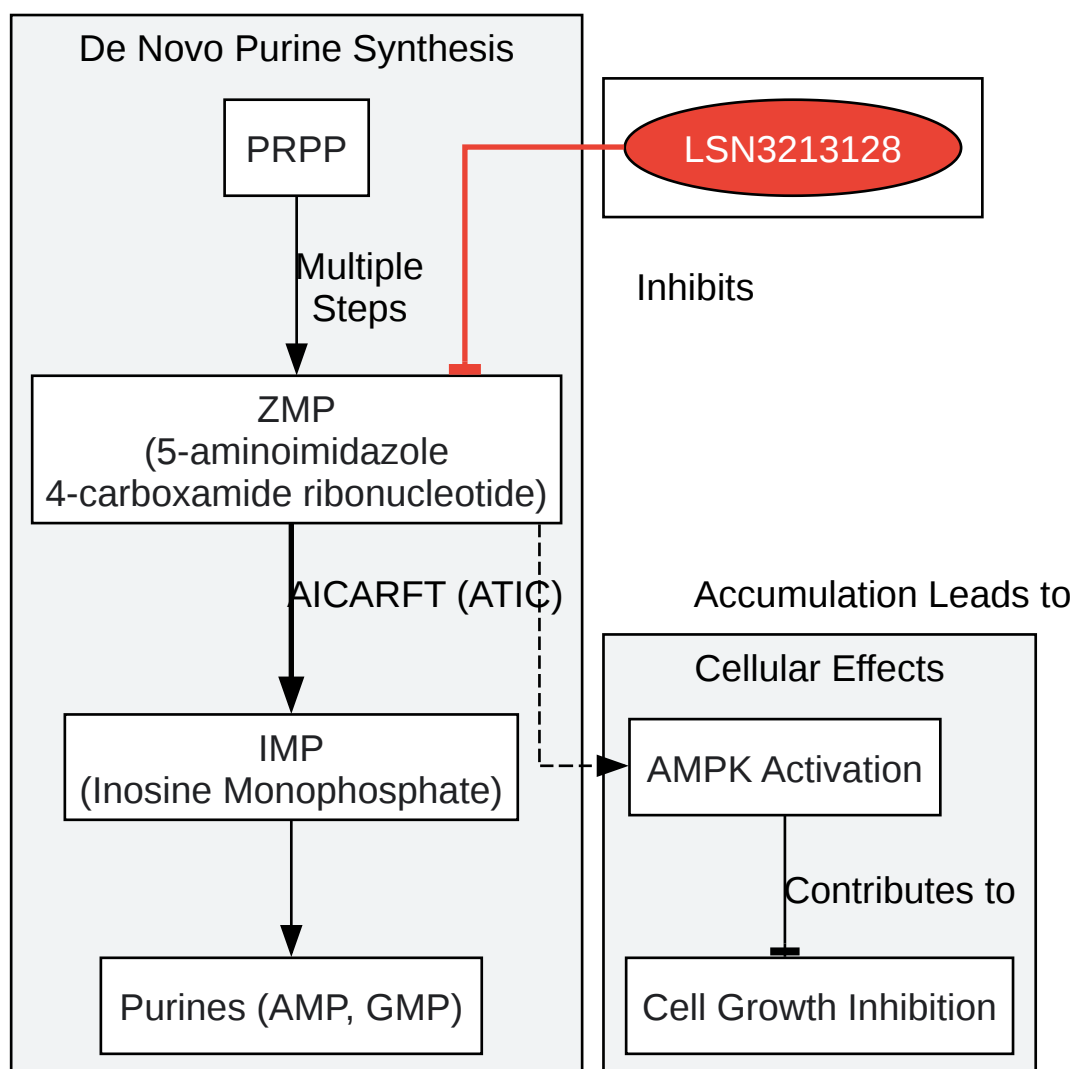 De Novo Purine Synthesis
PRPP
LSN3213128
Multiple
Steps
Inhibits
ZMP
(5-aminoimidazole
4-carboxamide ribonucleotide)
AICARFT (ATIC)
Accumulation Leads to
Cellular Effects
IMP
(Inosine Monophosphate)
AMPK Activation
Contributes to
Purines (AMP, GMP)
Cell Growth Inhibition